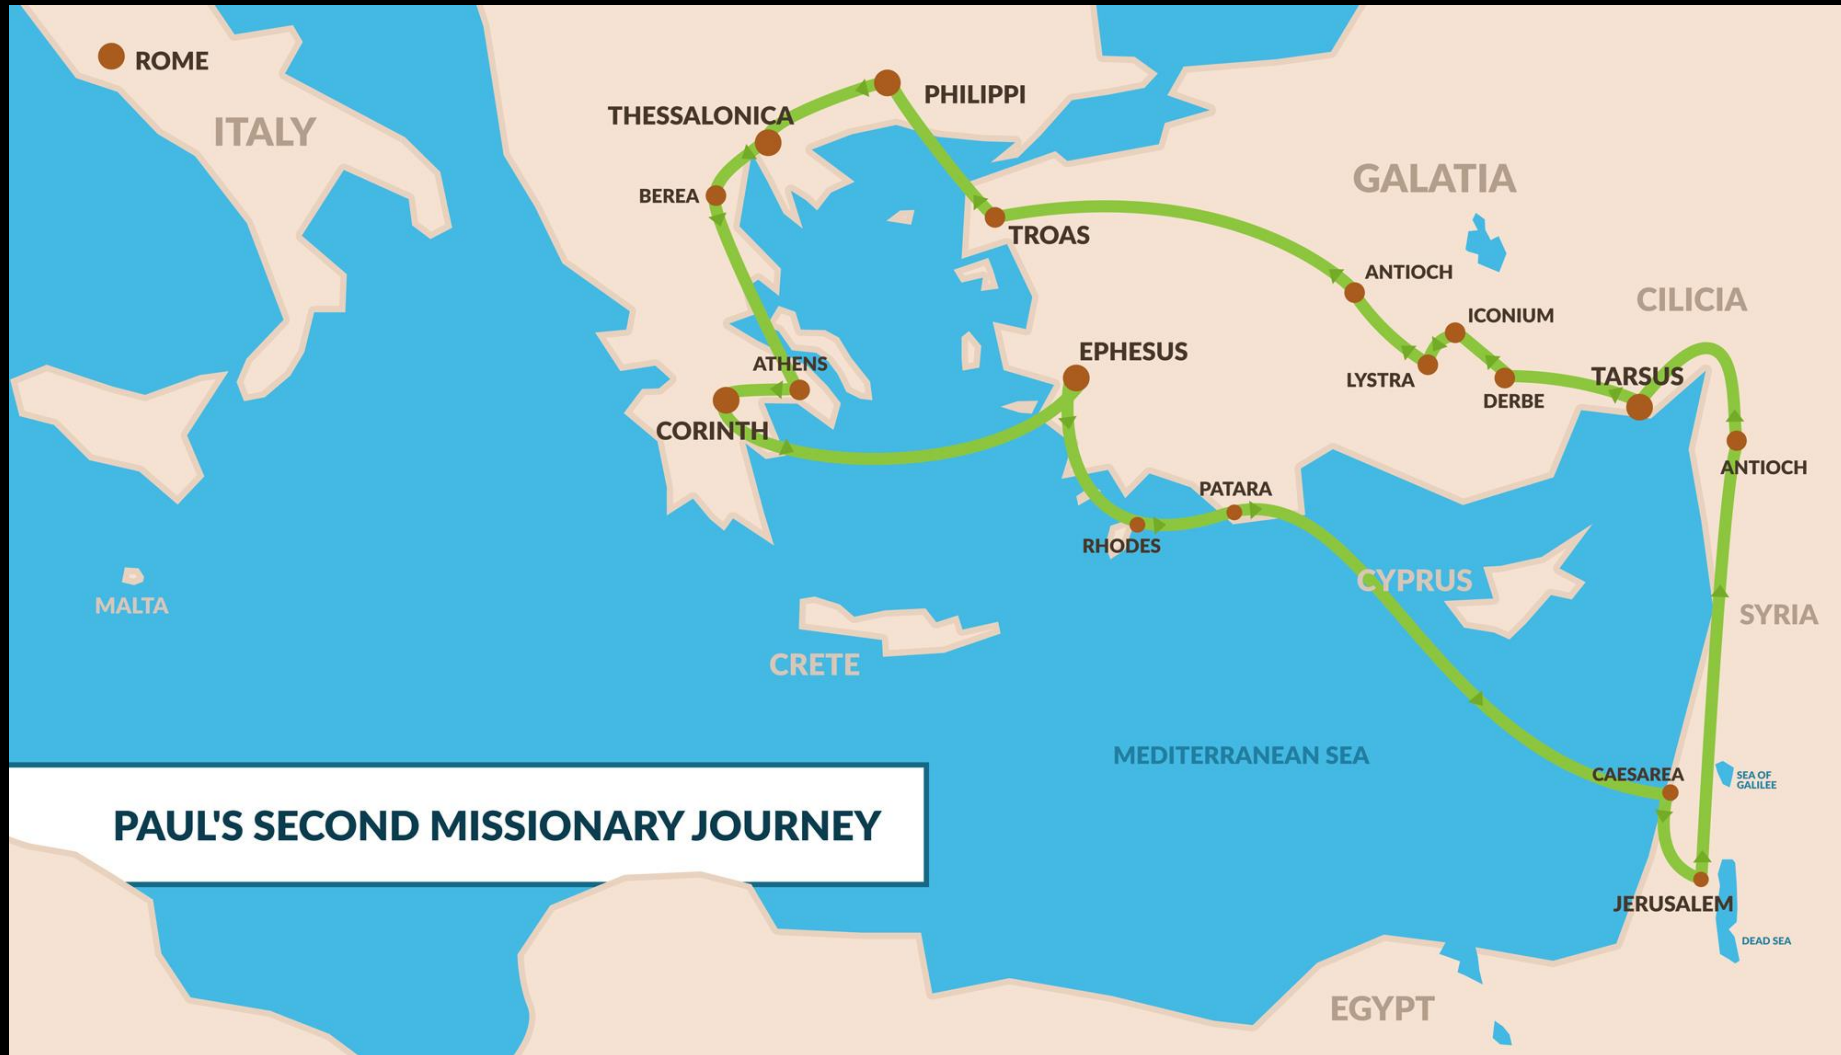 ROME
ITALY
PHILIPPI
THESSALONICA
BEREA
GALATIA
TROAS
ANTIOCH
CILICIA
ICONIUM
EPHESUS
ATHENS
LYSTRA
TARSUS
DERBE
CORINTH
ANTIOCH
PATARA
RHODES
CYPRUS
MALTA
SYRIA
CRETE
MEDITERRANEAN SEA
CAESAREA
SEA OF
GALILEE
PAUL'S SECOND MISSIONARY JOURNEY
JERUSALEM
DEAD SEA
EGYPT